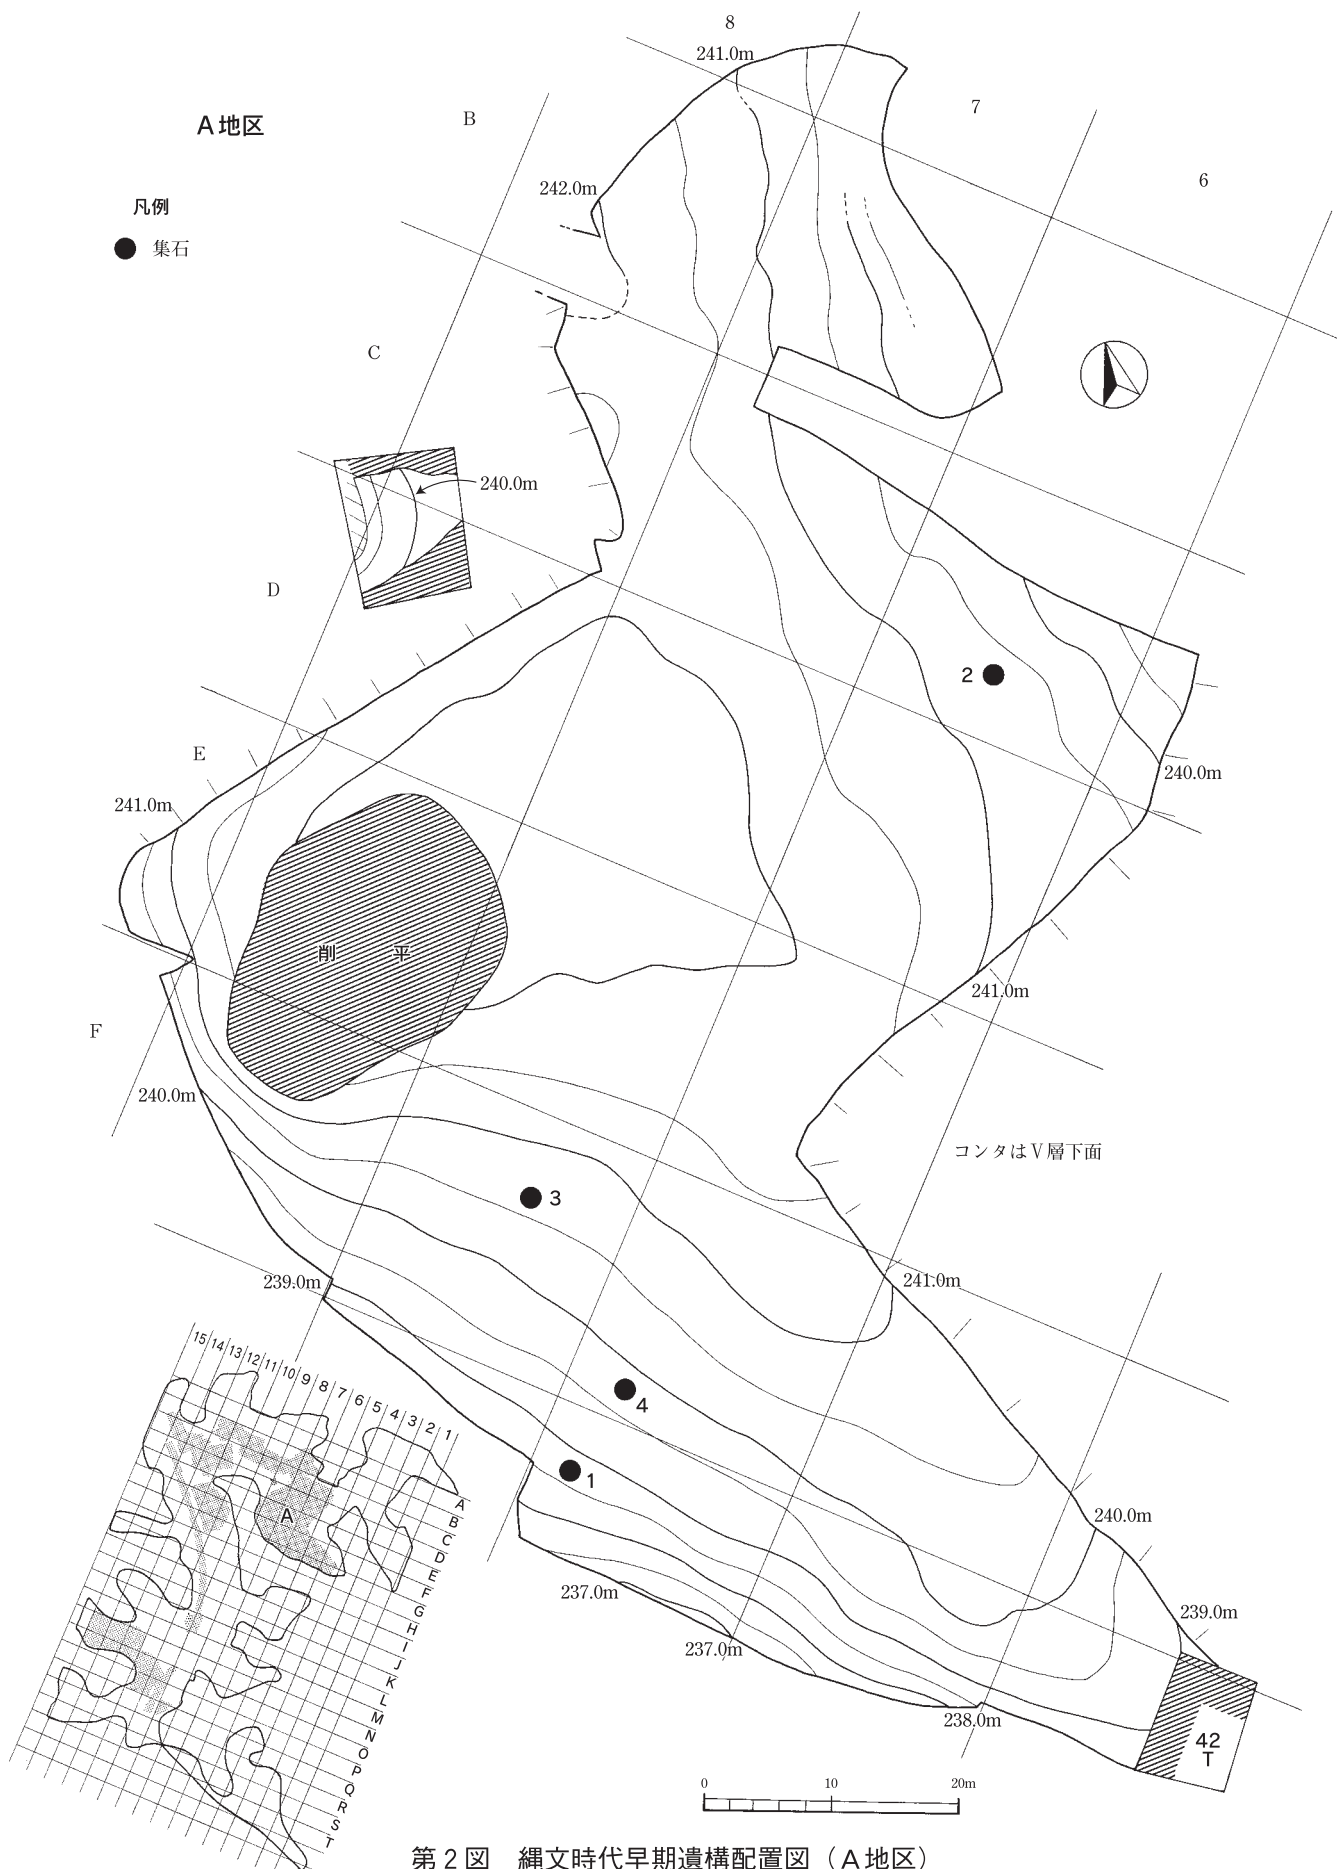 8
241.0m
7
B
A地区
6
242.0m
凡例
集石
C
240.0m
D
2
E
240.0m
241.0m
削 平
241.0m
F
240.0m
コンタはⅤ層下面
3
239.0m
241.0m
15 14 13 12 11 10 9 8 7 6 5 4 3 2 1
4
1
A
A
B
C
D
E
F
G
H
I
J
K
L
M
N
O
P
Q
R
S
T
240.0m
237.0m
239.0m
237.0m
238.0m
42
T
0 10 20m
第2図 縄文時代早期遺構配置図（A地区）